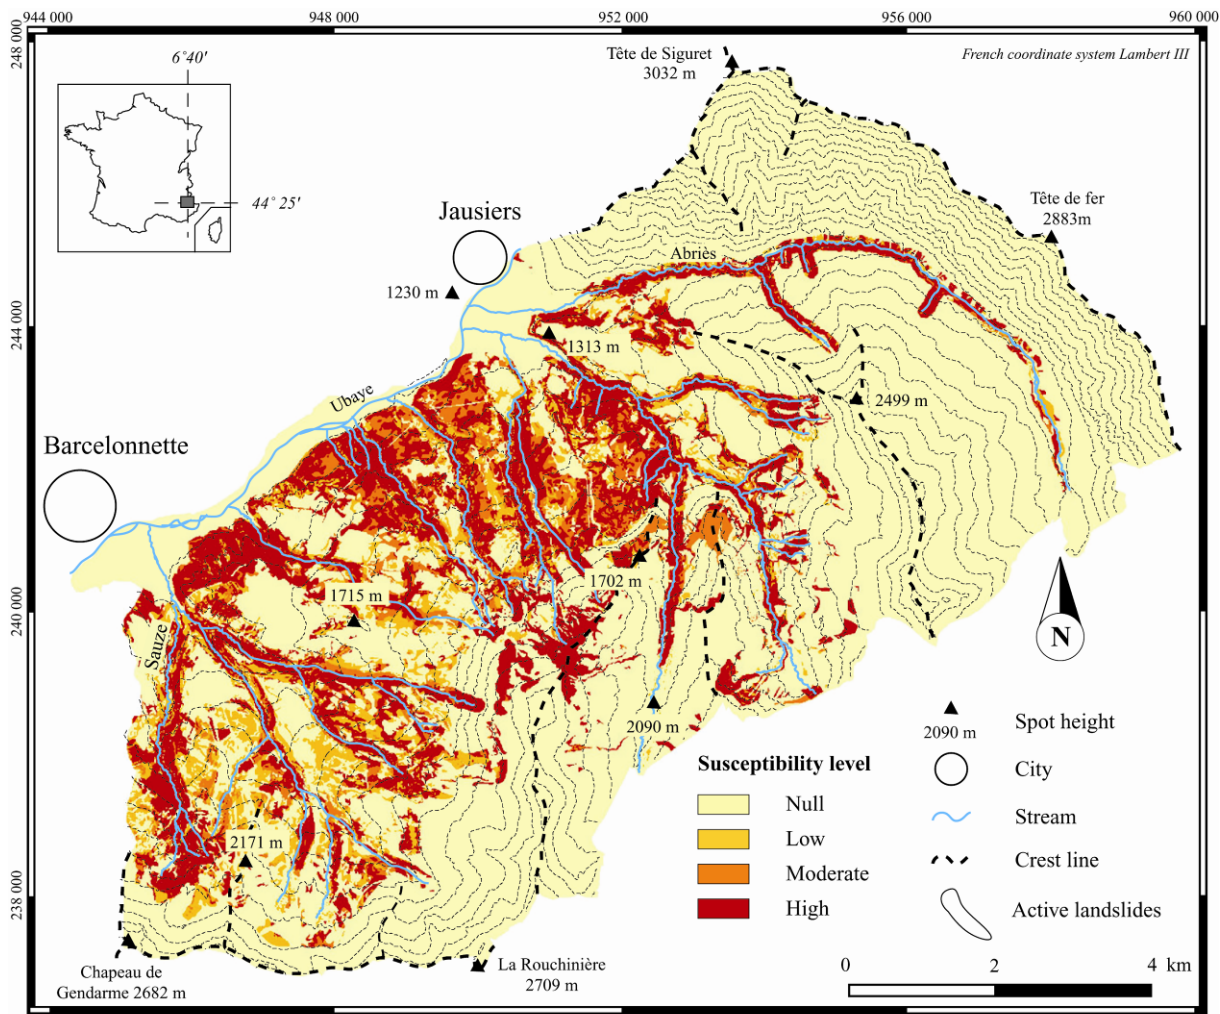 944 000
948 000
952 000
956 000
960 000
248 000
244 000
240 000
238 000
French coordinate system Lambert III
6°40'
44° 25'
Tête de Siguret
3032 m
Tête de fer
2883m
Jausiers
1230 m
Abriès
1313 m
2499 m
Ubaye
Barcelonnette
1702 m
1715 m
Sauze
2090 m
2171 m
Chapeau de
Gendarme 2682 m
La Rouchinière
2709 m
N
Susceptibility level
Null
Low
Moderate
High
2090 m
Spot height
City
Stream
Crest line
Active landslides
0
2
4 km